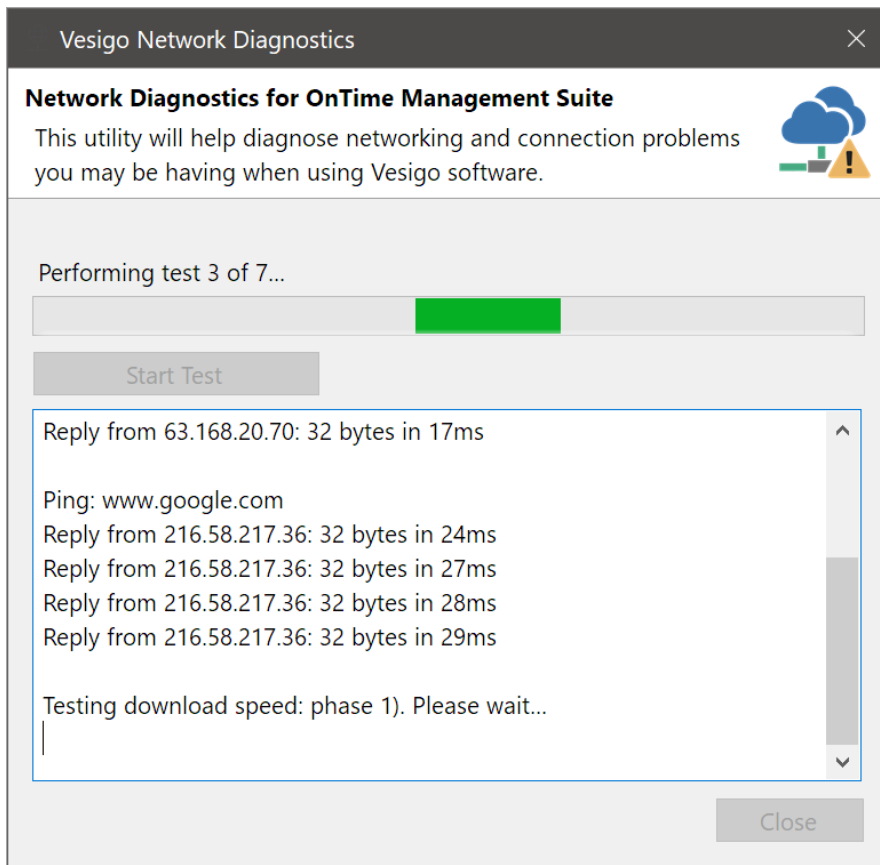 Vesigo Network Diagnostics
Network Diagnostics for OnTime Management Suite
This utility will help diagnose networking and connection problems
you may be having when using Vesigo software.
Performing test 3 of 7...
Start Test
Reply from 63.168.20.70: 32 bytes in 17ms
Ping: www.google.com
Reply from 216.58.217.36: 32 bytes in 24ms
Reply from 216.58.217.36: 32 bytes in 27ms
Reply from 216.58.217.36: 32 bytes in 28ms
Reply from 216.58.217.36: 32 bytes in 29ms
Testing download speed: phase 1). Please wait...
Close